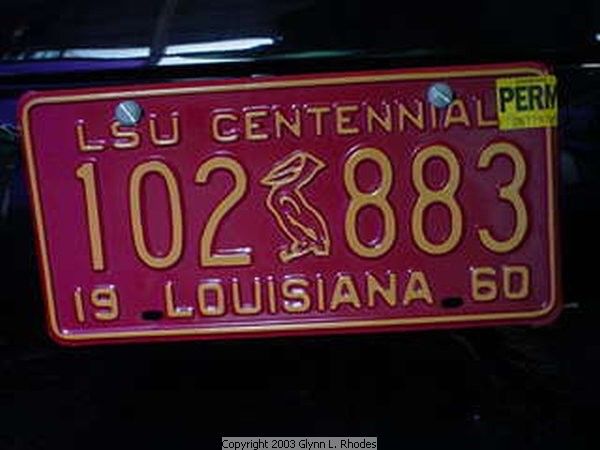 LSU CENTENNIAL
PERM
102 883
19 LOUISIANA 60
Copyright 2003 Glynn L. Rhodes